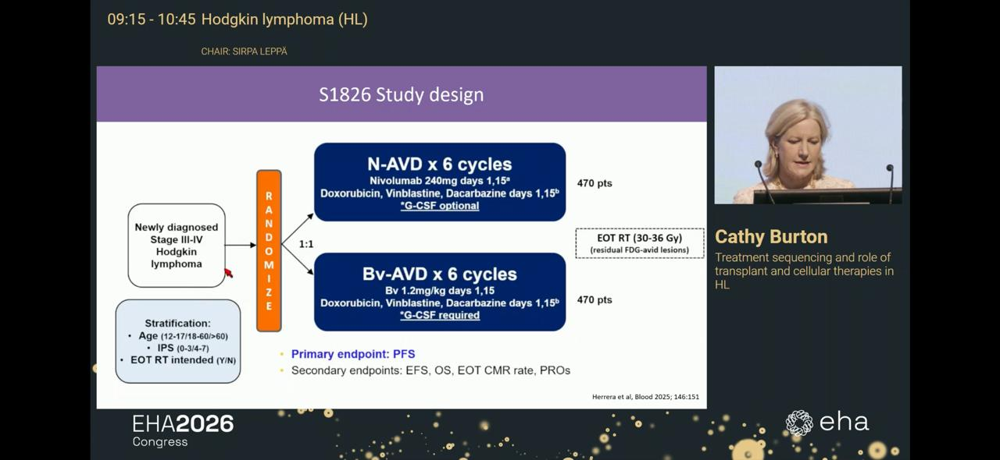 09:15 - 10:45 Hodgkin lymphoma (HL)
CHAIR: SIRPA LEPPÄ
S1826 Study design
N-AVD x 6 cycles
Nivolumab 240mg days 1,15ᵃ
Doxorubicin, Vinblastine, Dacarbazine days 1,15ᵇ
*G-CSF optional
470 pts
Newly diagnosed
Stage III-IV
Hodgkin
lymphoma
RANDOMIZE
1:1
EOT RT (30-36 Gy)
(residual FDG-avid lesions)
Bv-AVD x 6 cycles
Bv 1.2mg/kg days 1,15
Doxorubicin, Vinblastine, Dacarbazine days 1,15ᵇ
*G-CSF required
470 pts
Stratification:
• Age (12-17/18-60/>60)
• IPS (0-3/4-7)
• EOT RT intended (Y/N)
• Primary endpoint: PFS
• Secondary endpoints: EFS, OS, EOT CMR rate, PROs
Herrera et al, Blood 2025; 146:151
Cathy Burton
Treatment sequencing and role of
transplant and cellular therapies in
HL
EHA2026
Congress
eha